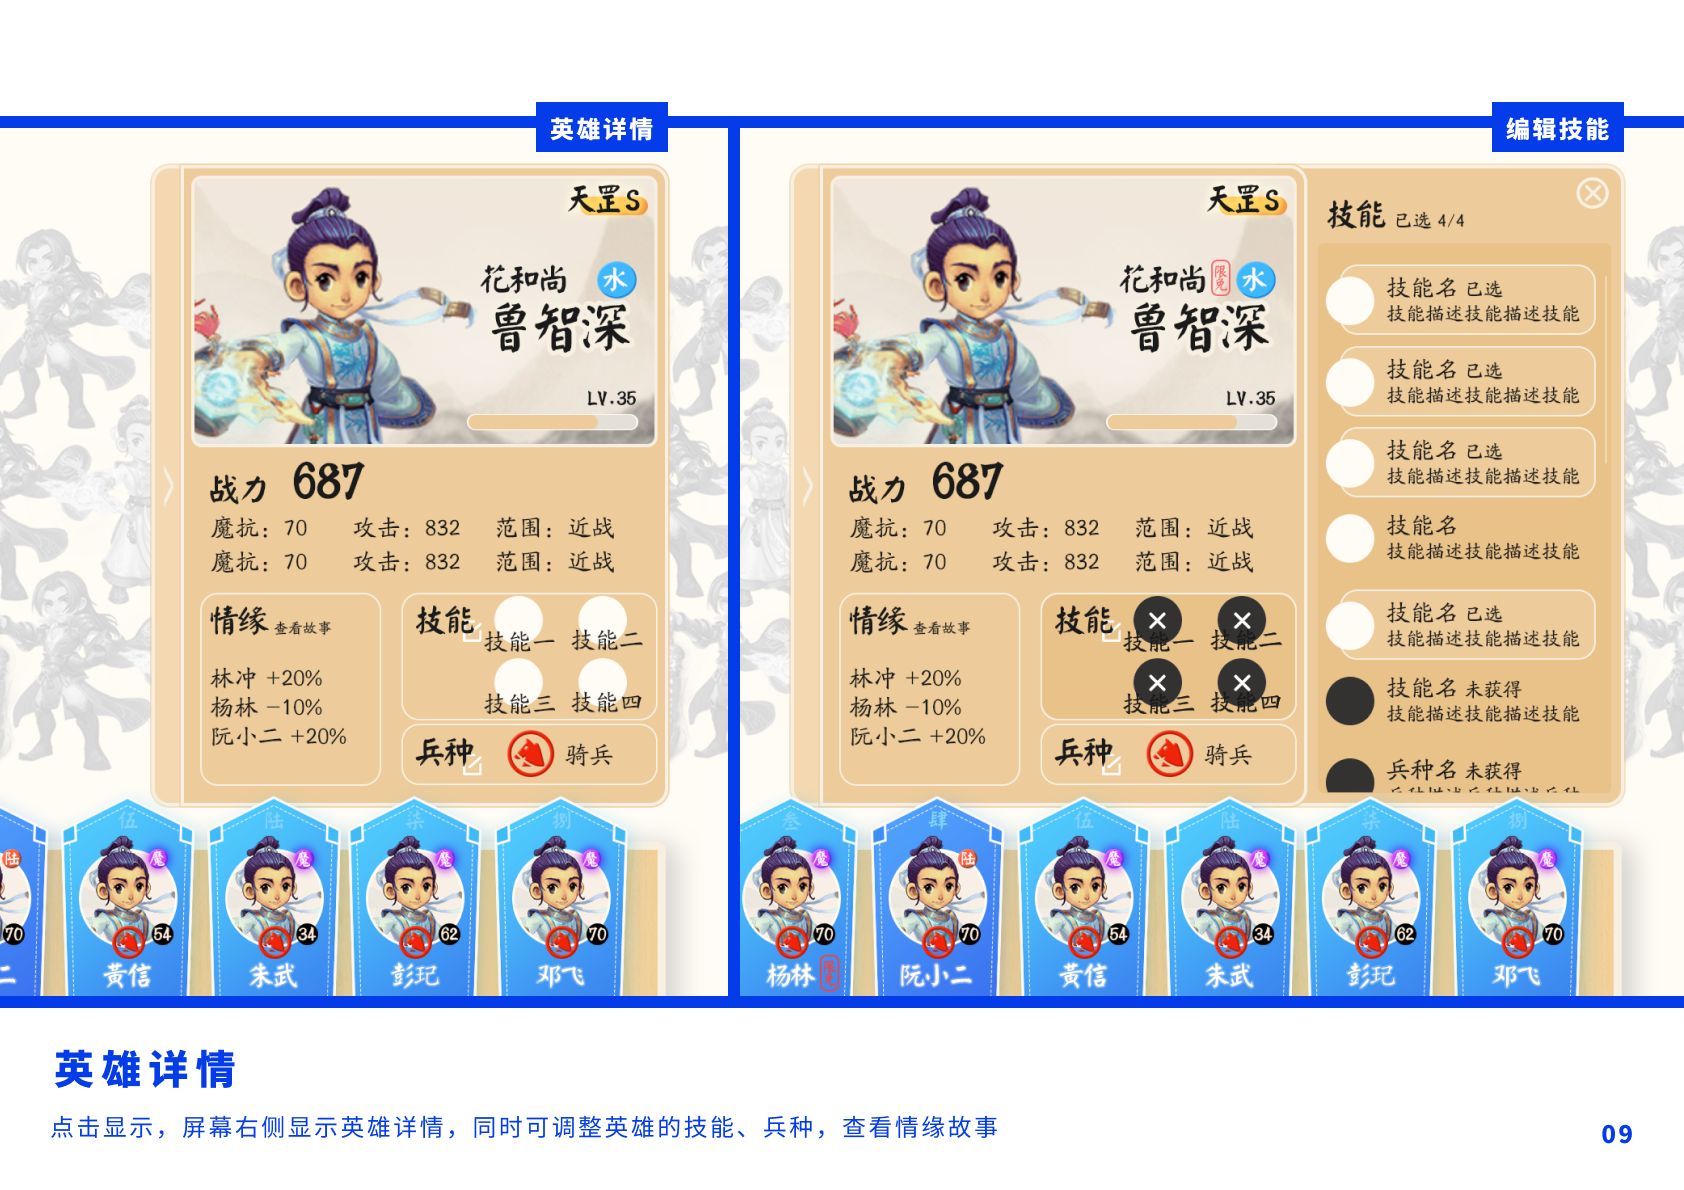 英雄详情
天罡S
花和尚 水
鲁智深
LV.35
战力 687
魔抗：70 攻击：832 范围：近战
魔抗：70 攻击：832 范围：近战
情缘 查看故事
林冲 +20%
杨林 -10%
阮小二 +20%
技能
技能一 技能二
技能三 技能四
兵种 骑兵
陆 70 二
伍 魔 54 黄信
陆 魔 34 朱武
柒 魔 62 彭玘
捌 魔 70 邓飞
编辑技能
天罡S
花和尚 限免 水
鲁智深
LV.35
战力 687
魔抗：70 攻击：832 范围：近战
魔抗：70 攻击：832 范围：近战
情缘 查看故事
林冲 +20%
杨林 -10%
阮小二 +20%
技能
技能一 技能二
技能三 技能四
兵种 骑兵
技能 已选 4/4
技能名 已选
技能描述技能描述技能
技能名 已选
技能描述技能描述技能
技能名 已选
技能描述技能描述技能
技能名
技能描述技能描述技能
技能名 已选
技能描述技能描述技能
技能名 未获得
技能描述技能描述技能
兵种名 未获得
叁 魔 70 杨林 限免
肆 陆 70 阮小二
伍 魔 54 黄信
陆 魔 34 朱武
柒 魔 62 彭玘
捌 魔 70 邓飞
英雄详情
点击显示，屏幕右侧显示英雄详情，同时可调整英雄的技能、兵种，查看情缘故事
09